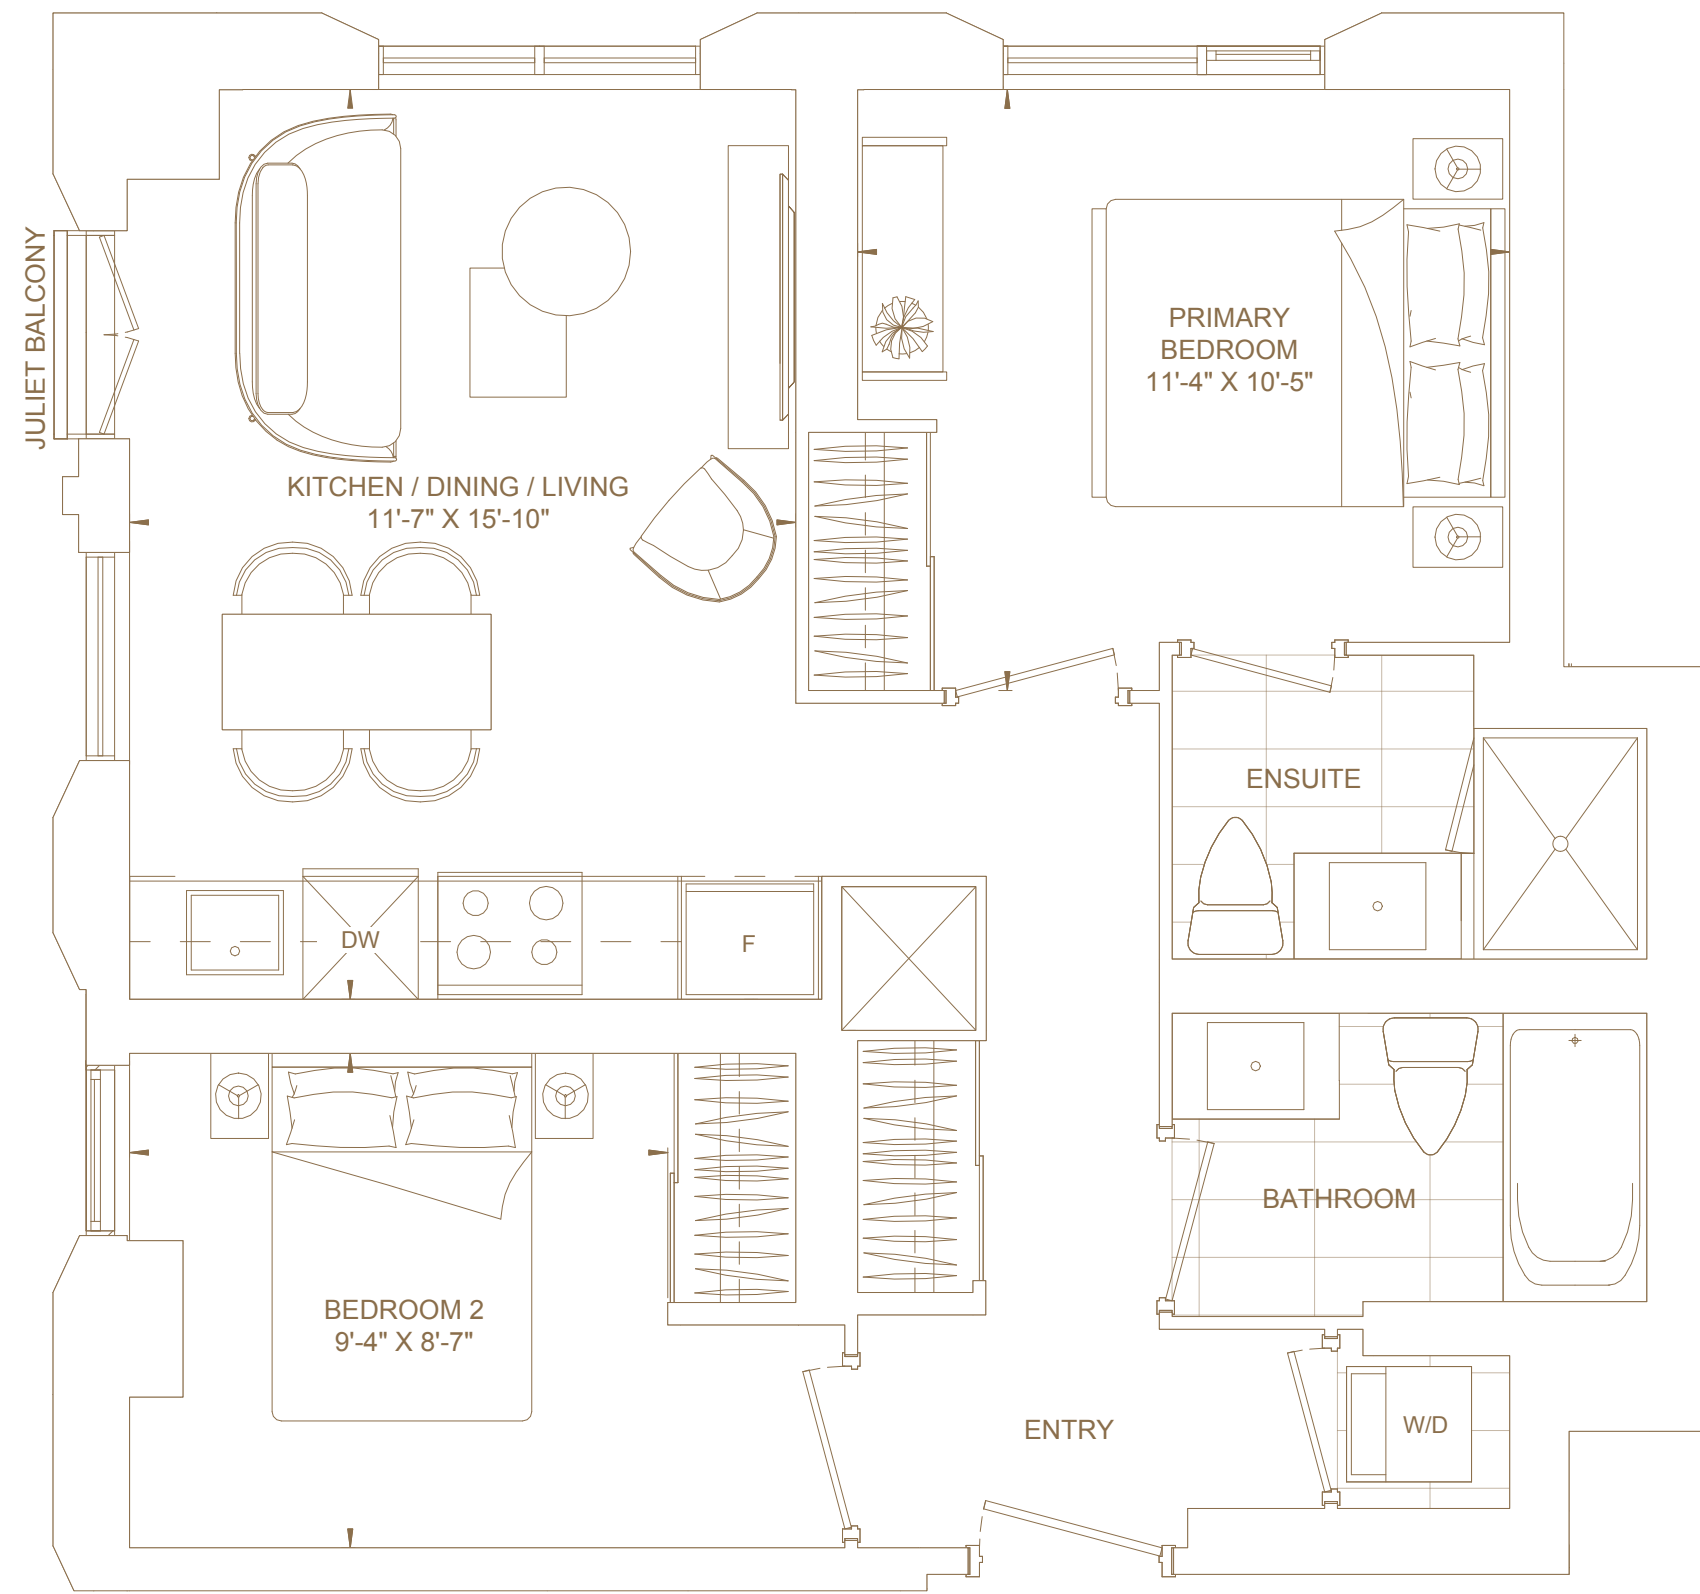 JULIET BALCONY
PRIMARY
BEDROOM
11'-4" X 10'-5"
KITCHEN / DINING / LIVING
11'-7" X 15'-10"
ENSUITE
DW
F
BATHROOM
BEDROOM 2
9'-4" X 8'-7"
ENTRY
W/D